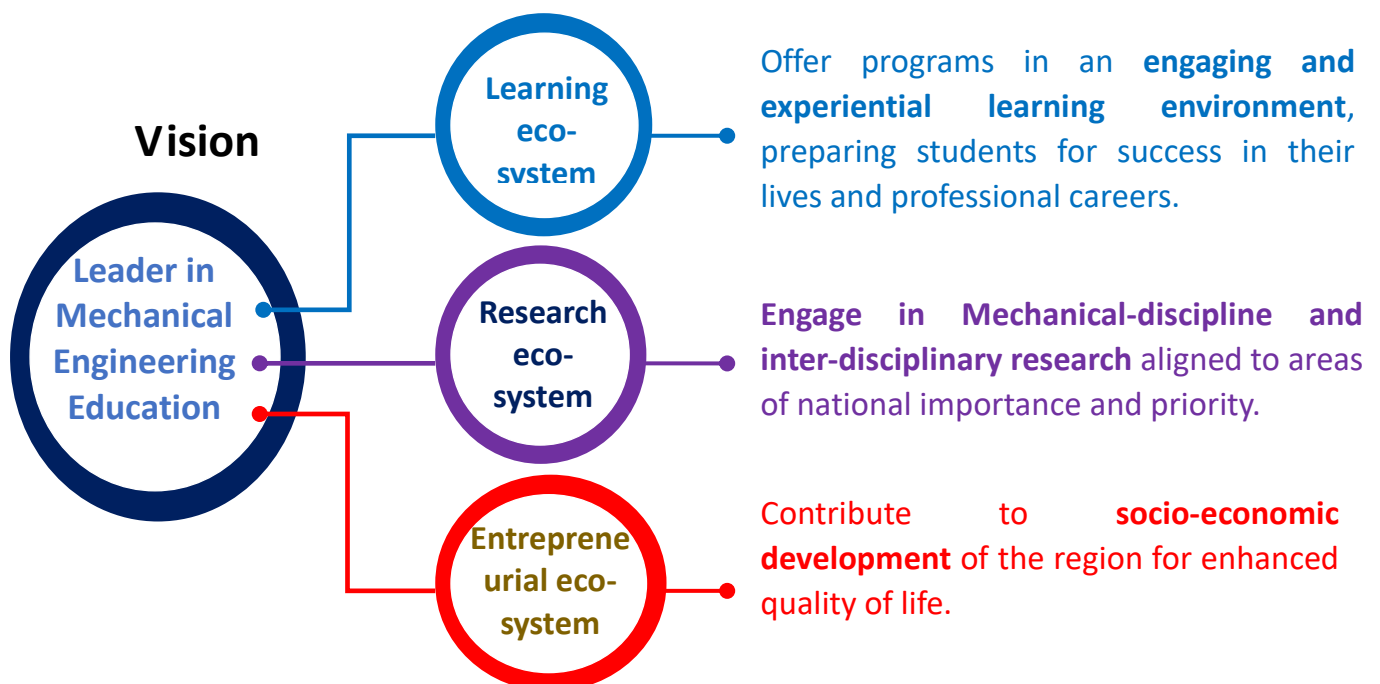 Vision
Leader in
Mechanical
Engineering
Education
Learning
eco-
system
Offer programs in an engaging and
experiential learning environment,
preparing students for success in their
lives and professional careers.
Research
eco-
system
Engage in Mechanical-discipline and
inter-disciplinary research aligned to areas
of national importance and priority.
Entreprene
urial eco-
system
Contribute to socio-economic
development of the region for enhanced
quality of life.